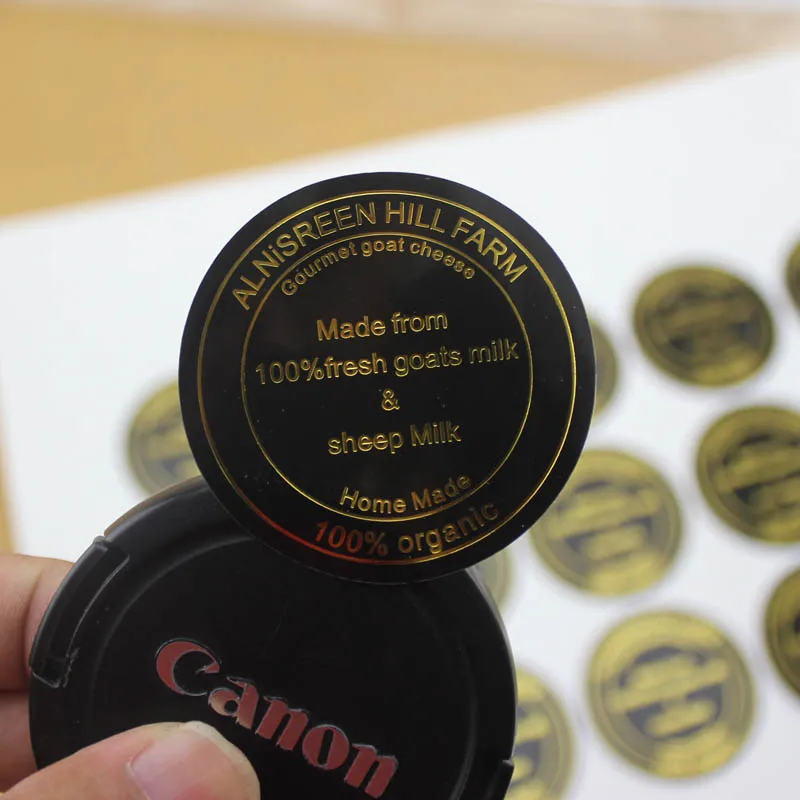 ALNiSREEN HILL FARM
Gourmet goat cheese
Made from
100%fresh goats milk
&
sheep Milk
Home Made
100% organic
Canon